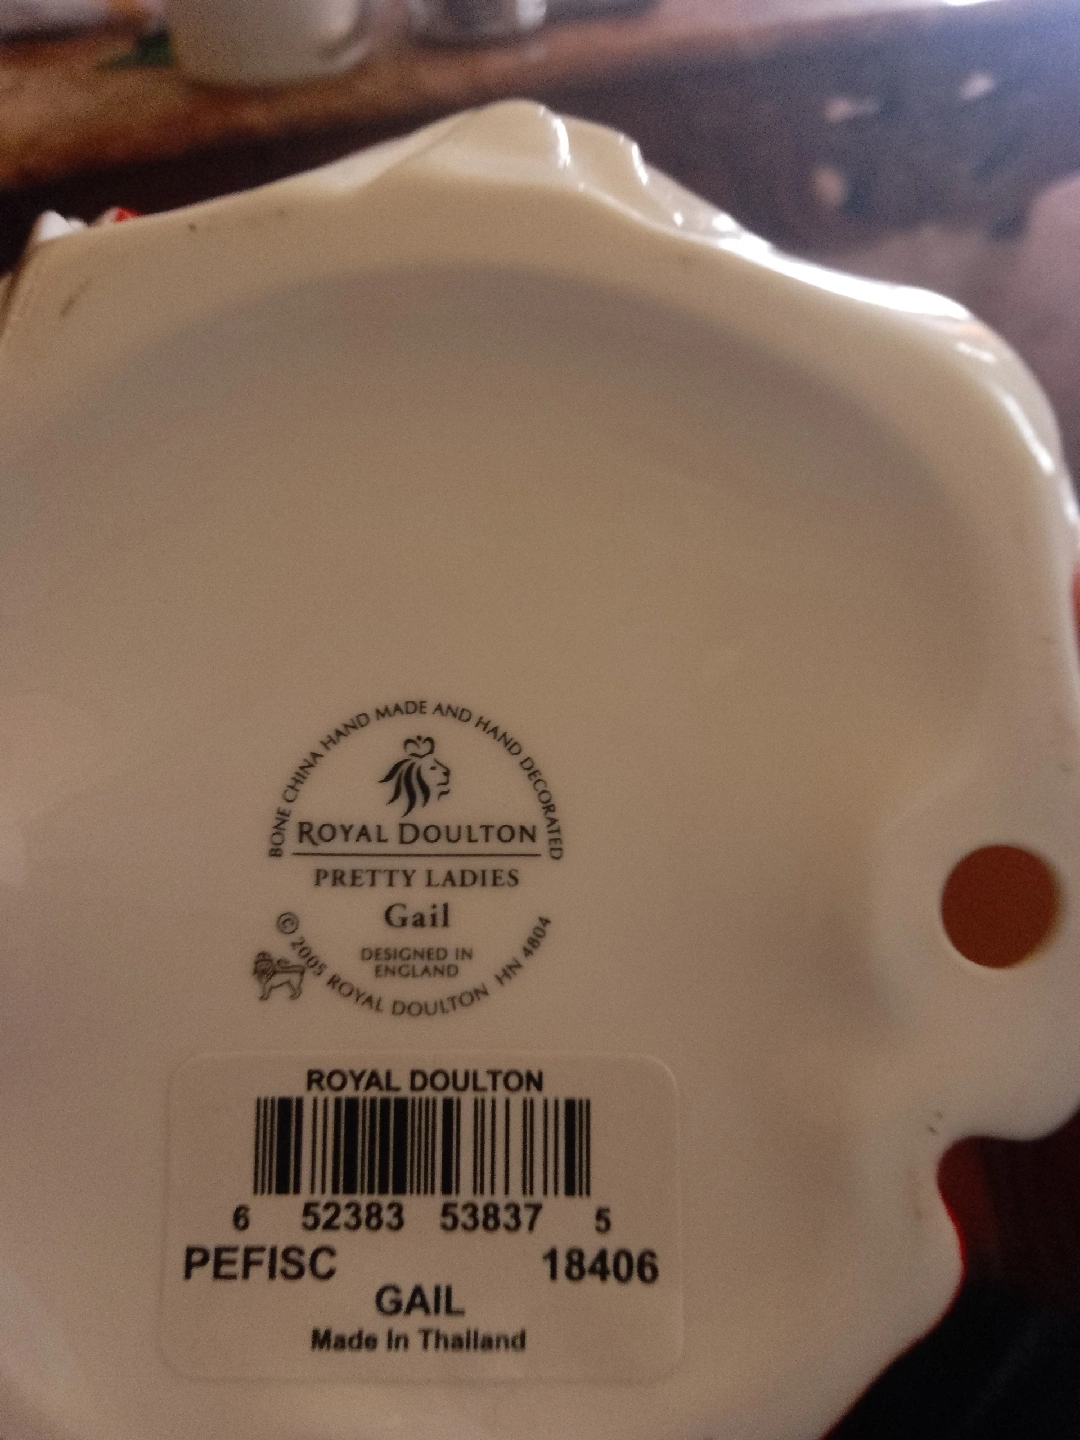 BONE CHINA HAND MADE AND HAND DECORATED
ROYAL DOULTON
PRETTY LADIES
Gail
DESIGNED IN
ENGLAND
© 2005 ROYAL DOULTON HN 4804
ROYAL DOULTON
6 52383 53837 5
PEFISC 18406
GAIL
Made In Thailand